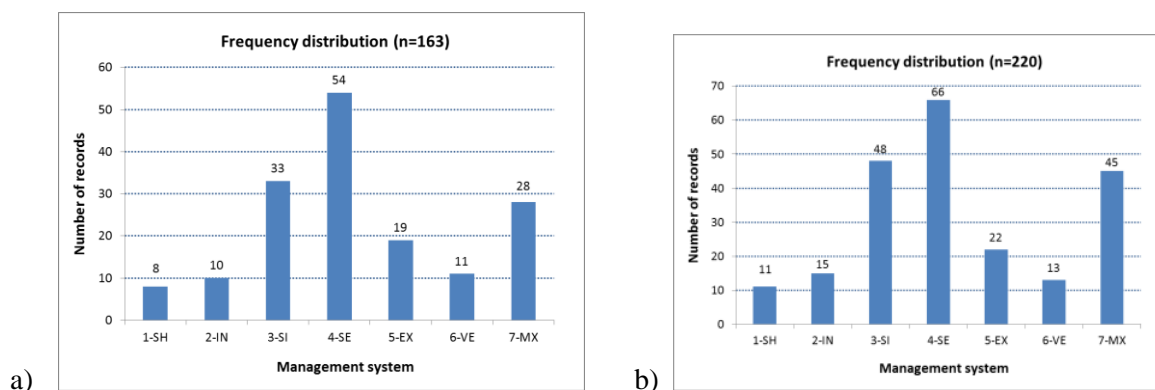 Frequency distribution (n=163)
60
50
40
30
20
10
0
Number of records
8
10
33
54
19
11
28
1-SH 2-IN 3-SI 4-SE 5-EX 6-VE 7-MX
Management system
a)
Frequency distribution (n=220)
70
60
50
40
30
20
10
0
Number of records
11
15
48
66
22
13
45
1-SH 2-IN 3-SI 4-SE 5-EX 6-VE 7-MX
Management system
b)